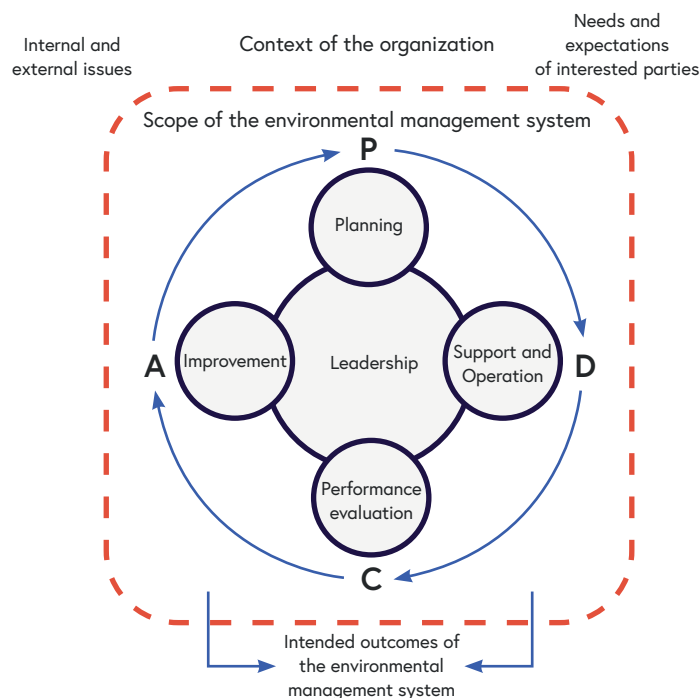 Internal and
external issues
Context of the organization
Needs and
expectations
of interested parties
Scope of the environmental management system
P
Planning
A
Improvement
Leadership
Support and
Operation
D
Performance
evaluation
C
Intended outcomes of
the environmental
management system